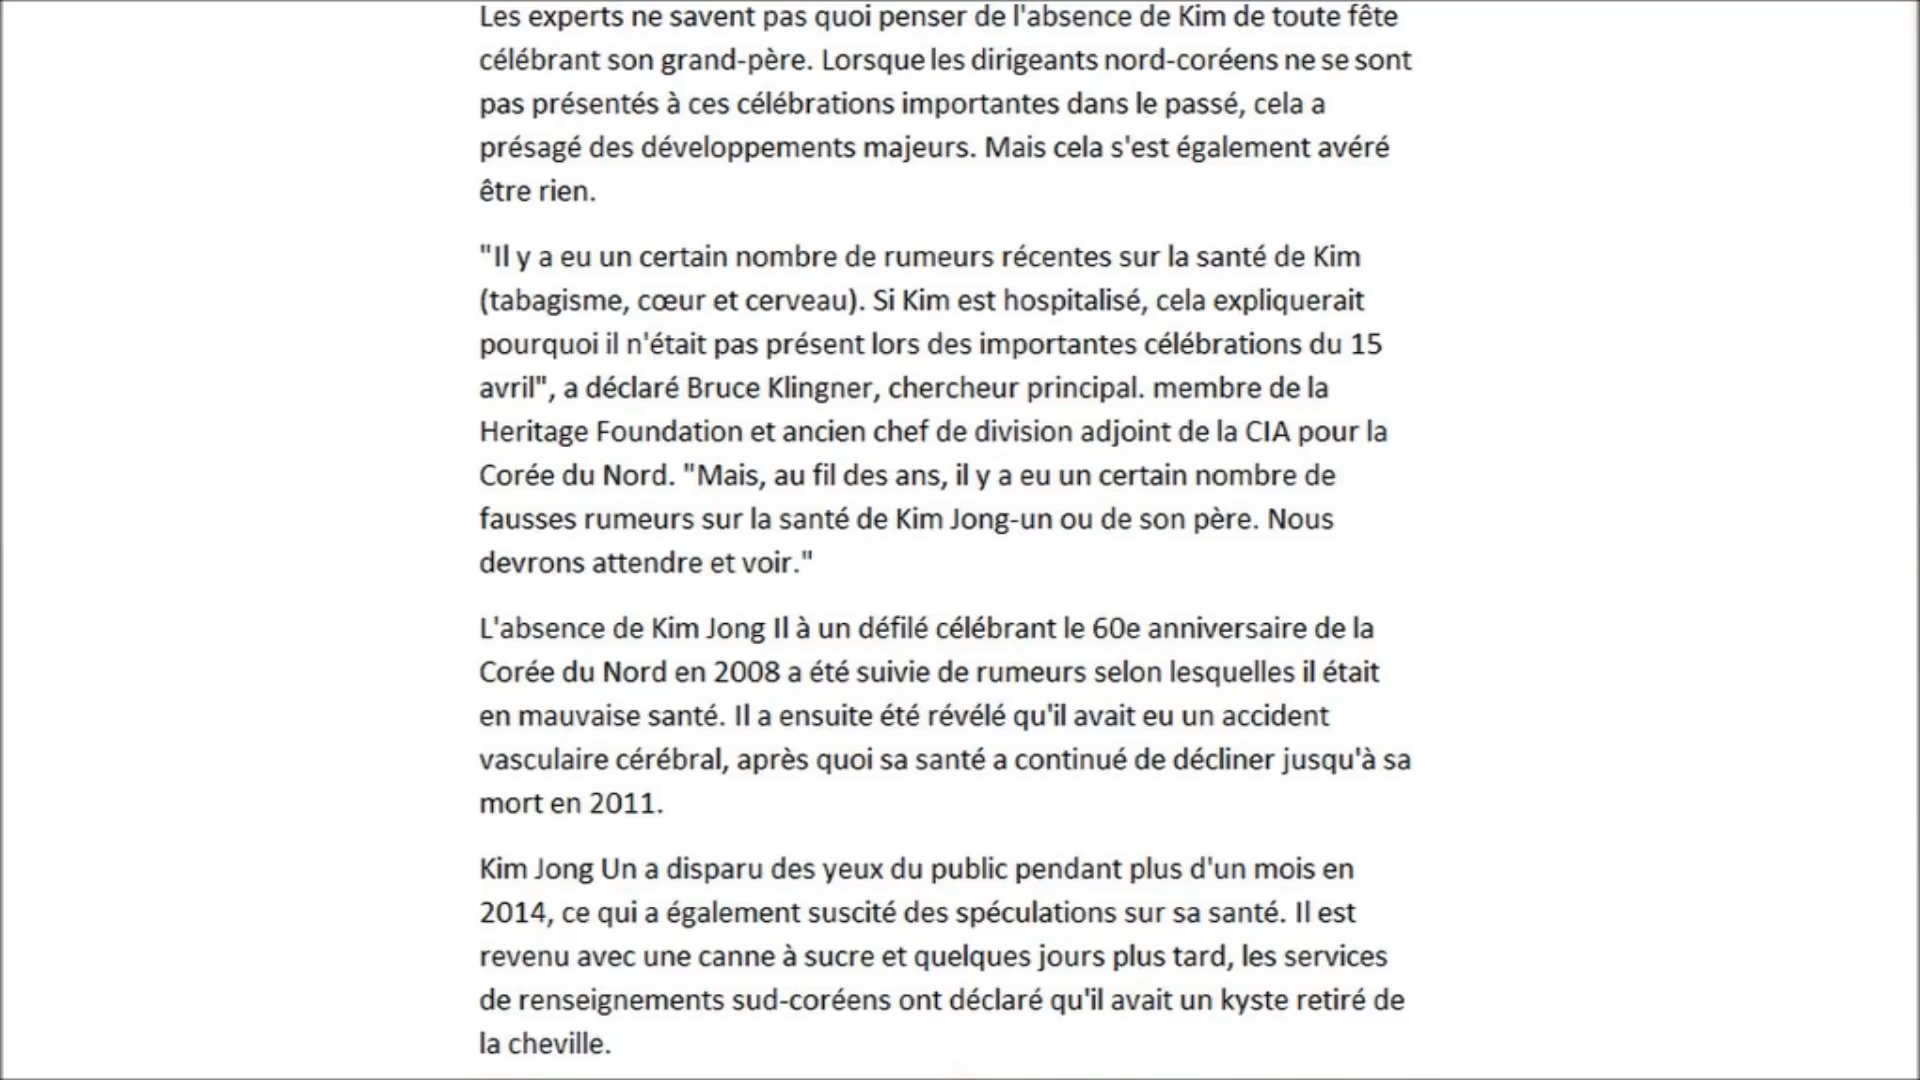 Les experts ne savent pas quoi penser de l'absence de Kim de toute fête
célébrant son grand-père. Lorsque les dirigeants nord-coréens ne se sont
pas présentés à ces célébrations importantes dans le passé, cela a
présagé des développements majeurs. Mais cela s'est également avéré
être rien.
"Il y a eu un certain nombre de rumeurs récentes sur la santé de Kim
(tabagisme, cœur et cerveau). Si Kim est hospitalisé, cela expliquerait
pourquoi il n'était pas présent lors des importantes célébrations du 15
avril", a déclaré Bruce Klingner, chercheur principal. membre de la
Heritage Foundation et ancien chef de division adjoint de la CIA pour la
Corée du Nord. "Mais, au fil des ans, il y a eu un certain nombre de
fausses rumeurs sur la santé de Kim Jong-un ou de son père. Nous
devrons attendre et voir."
L'absence de Kim Jong Il à un défilé célébrant le 60e anniversaire de la
Corée du Nord en 2008 a été suivie de rumeurs selon lesquelles il était
en mauvaise santé. Il a ensuite été révélé qu'il avait eu un accident
vasculaire cérébral, après quoi sa santé a continué de décliner jusqu'à sa
mort en 2011.
Kim Jong Un a disparu des yeux du public pendant plus d'un mois en
2014, ce qui a également suscité des spéculations sur sa santé. Il est
revenu avec une canne à sucre et quelques jours plus tard, les services
de renseignements sud-coréens ont déclaré qu'il avait un kyste retiré de
la cheville.